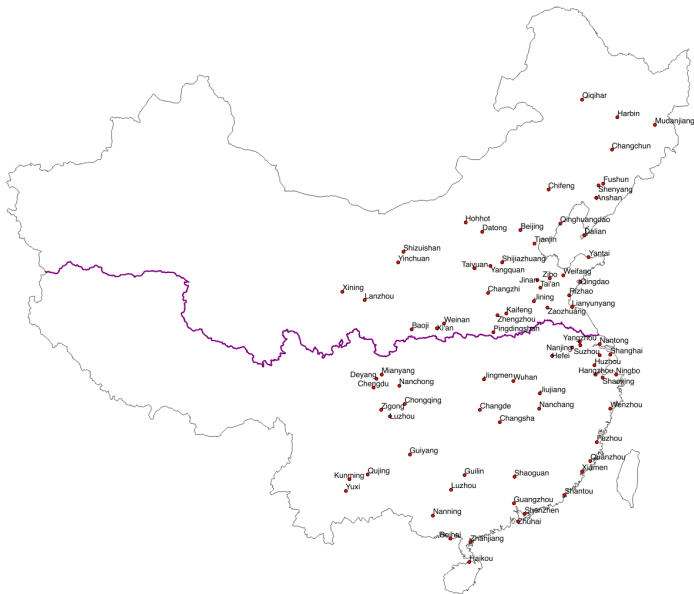 Qiqihar
Harbin
Mudanjiang
Changchun
Fushun
Chifeng
Shenyang
Anshan
Hohhot
Qinghuangdao
Datong
Beijing
Dalian
Tianjin
Shizuishan
Yantai
Yinchuan
Shijiazhuang
Taiyuan
Yangquan
Weifang
Zibo
Jinan
Qingdao
Tai'an
Xining
Changzhi
Rizhao
Lanzhou
Jining
Lianyunyang
Kaifeng
Zaozhuang
Weinan
Zhengzhou
Baoji
Xi'an
Pingdingshan
Yangzhou
Nantong
Nanjing
Suzhou
Shanghai
Hefei
Huzhou
Mianyang
Hangzhou
Ningbo
Deyang
Jingmen
Wuhan
Shaoxing
Chengdu
Nanchong
Jiujiang
Chongqing
Zigong
Changde
Nanchang
Wenzhou
Luzhou
Changsha
Fuzhou
Guiyang
Quanzhou
Qujing
Guilin
Xiamen
Kunming
Shaoguan
Yuxi
Luzhou
Shantou
Guangzhou
Nanning
Shenzhen
Zhuhai
Beihai
Zhanjiang
Haikou